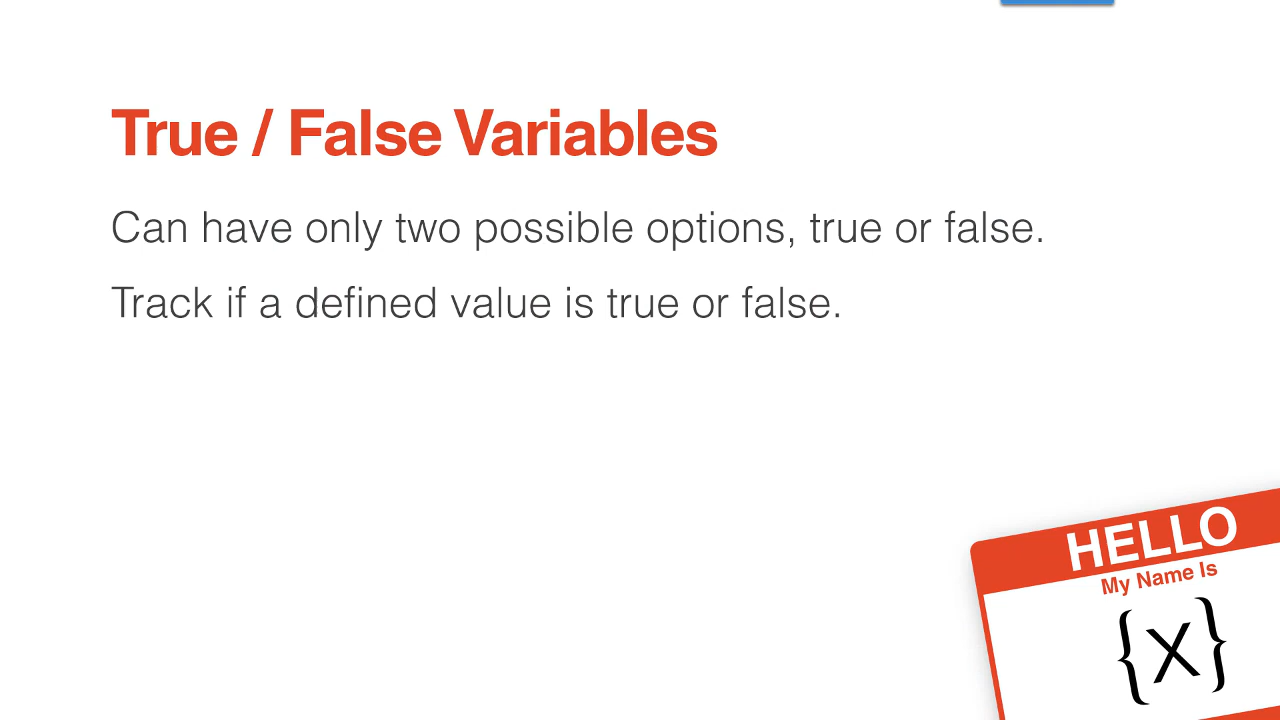 True / False Variables
Can have only two possible options, true or false.
Track if a defined value is true or false.
HELLO
My Name Is
{X}